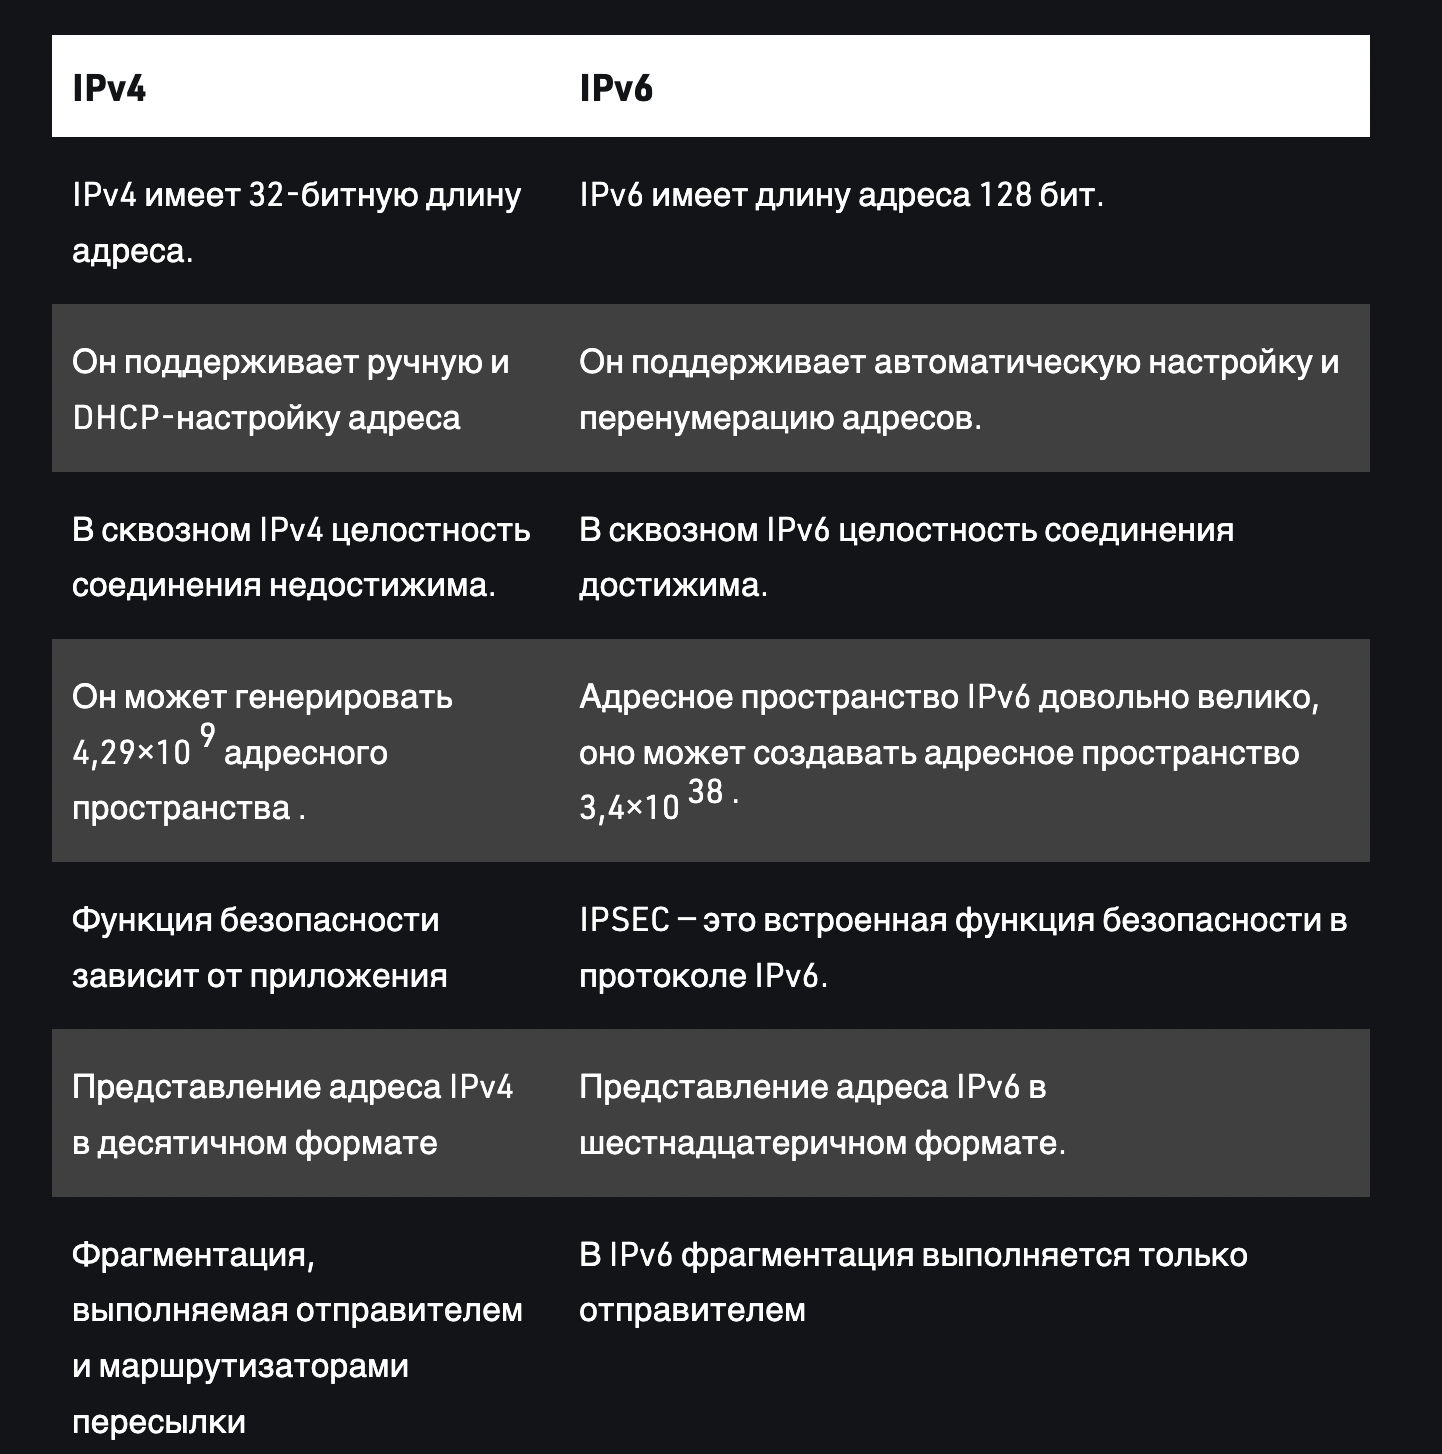 IPv4
IPv6
IPv4 имеет 32-битную длину
адреса.
IPv6 имеет длину адреса 128 бит.
Он поддерживает ручную и
DHCP-настройку адреса
Он поддерживает автоматическую настройку и
перенумерацию адресов.
В сквозном IPv4 целостность
соединения недостижима.
В сквозном IPv6 целостность соединения
достижима.
Он может генерировать
4,29×10 ⁹ адресного
пространства .
Адресное пространство IPv6 довольно велико,
оно может создавать адресное пространство
3,4×10 ³⁸ .
Функция безопасности
зависит от приложения
IPSEC — это встроенная функция безопасности в
протоколе IPv6.
Представление адреса IPv4
в десятичном формате
Представление адреса IPv6 в
шестнадцатеричном формате.
Фрагментация,
выполняемая отправителем
и маршрутизаторами
пересылки
В IPv6 фрагментация выполняется только
отправителем